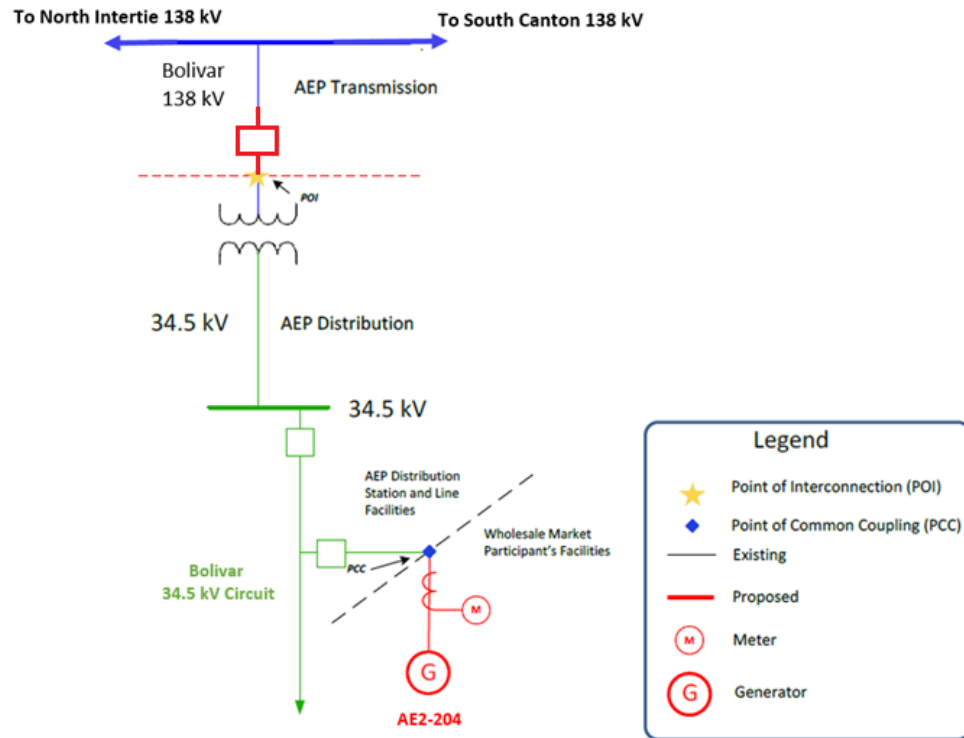 To North Intertie 138 kV
To South Canton 138 kV
Bolivar
138 kV
AEP Transmission
POI
34.5 kV
AEP Distribution
34.5 kV
AEP Distribution
Station and Line
Facilities
Wholesale Market
Participant's Facilities
PCC
Bolivar
34.5 kV Circuit
M
G
AE2-204
Legend
Point of Interconnection (POI)
Point of Common Coupling (PCC)
Existing
Proposed
M
Meter
G
Generator